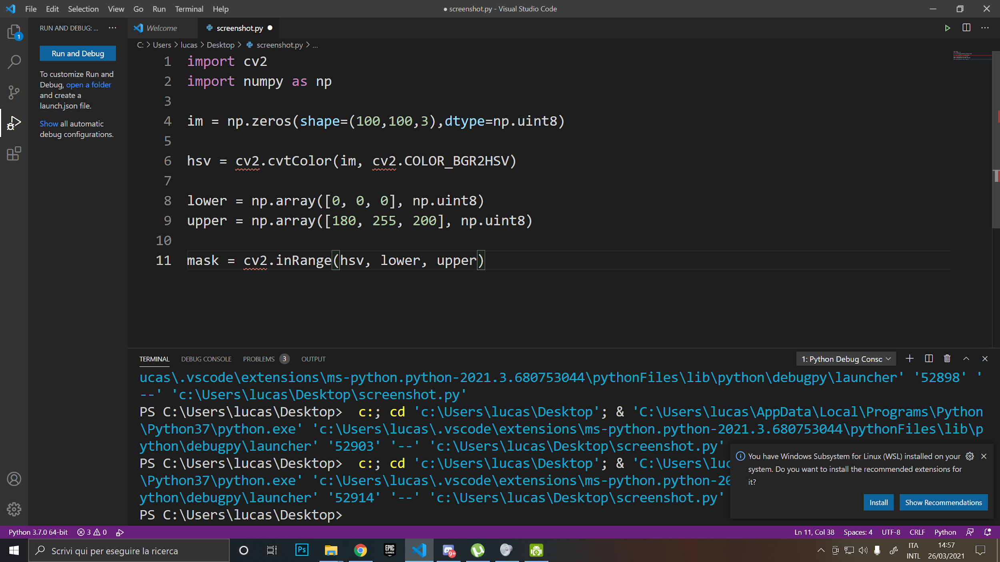 File Edit Selection View Go Run Terminal Help
● screenshot.py - Visual Studio Code
RUN AND DEBUG: ... ···
Welcome
screenshot.py ●
C: > Users > lucas > Desktop > screenshot.py > ...
1
Run and Debug
To customize Run and
Debug, open a folder
and create a
launch.json file.
Show all automatic
debug configurations.
1 import cv2
2 import numpy as np
3
4 im = np.zeros(shape=(100,100,3),dtype=np.uint8)
5
6 hsv = cv2.cvtColor(im, cv2.COLOR_BGR2HSV)
7
8 lower = np.array([0, 0, 0], np.uint8)
9 upper = np.array([180, 255, 200], np.uint8)
10
11 mask = cv2.inRange(hsv, lower, upper)
TERMINAL DEBUG CONSOLE PROBLEMS 3 OUTPUT
1: Python Debug Consc
ucas\.vscode\extensions\ms-python.python-2021.3.680753044\pythonFiles\lib\python\debugpy\launcher' '52898' '
--' 'c:\Users\lucas\Desktop\screenshot.py'
PS C:\Users\lucas\Desktop>  c:; cd 'c:\Users\lucas\Desktop'; & 'C:\Users\lucas\AppData\Local\Programs\Python
\Python37\python.exe' 'c:\Users\lucas\.vscode\extensions\ms-python.python-2021.3.680753044\pythonFiles\lib\p
ython\debugpy\launcher' '52903' '--' 'c:\Users\lucas\Desktop\screenshot.py'
PS C:\Users\lucas\Desktop>  c:; cd 'c:\Users\lucas\Desktop'; & 'C:\Users\luc
\Python37\python.exe' 'c:\Users\lucas\.vscode\extensions\ms-python.python-20
ython\debugpy\launcher' '52914' '--' 'c:\Users\lucas\Desktop\screenshot.py'
PS C:\Users\lucas\Desktop>
You have Windows Subsystem for Linux (WSL) installed on your
system. Do you want to install the recommended extensions for
it?
Install
Show Recommendations
Python 3.7.0 64-bit 3 0
Ln 11, Col 38 Spaces: 4 UTF-8 CRLF Python
Scrivi qui per eseguire la ricerca
Ps
EPIC
GAMES
9+
ITA
INTL
14:57
26/03/2021